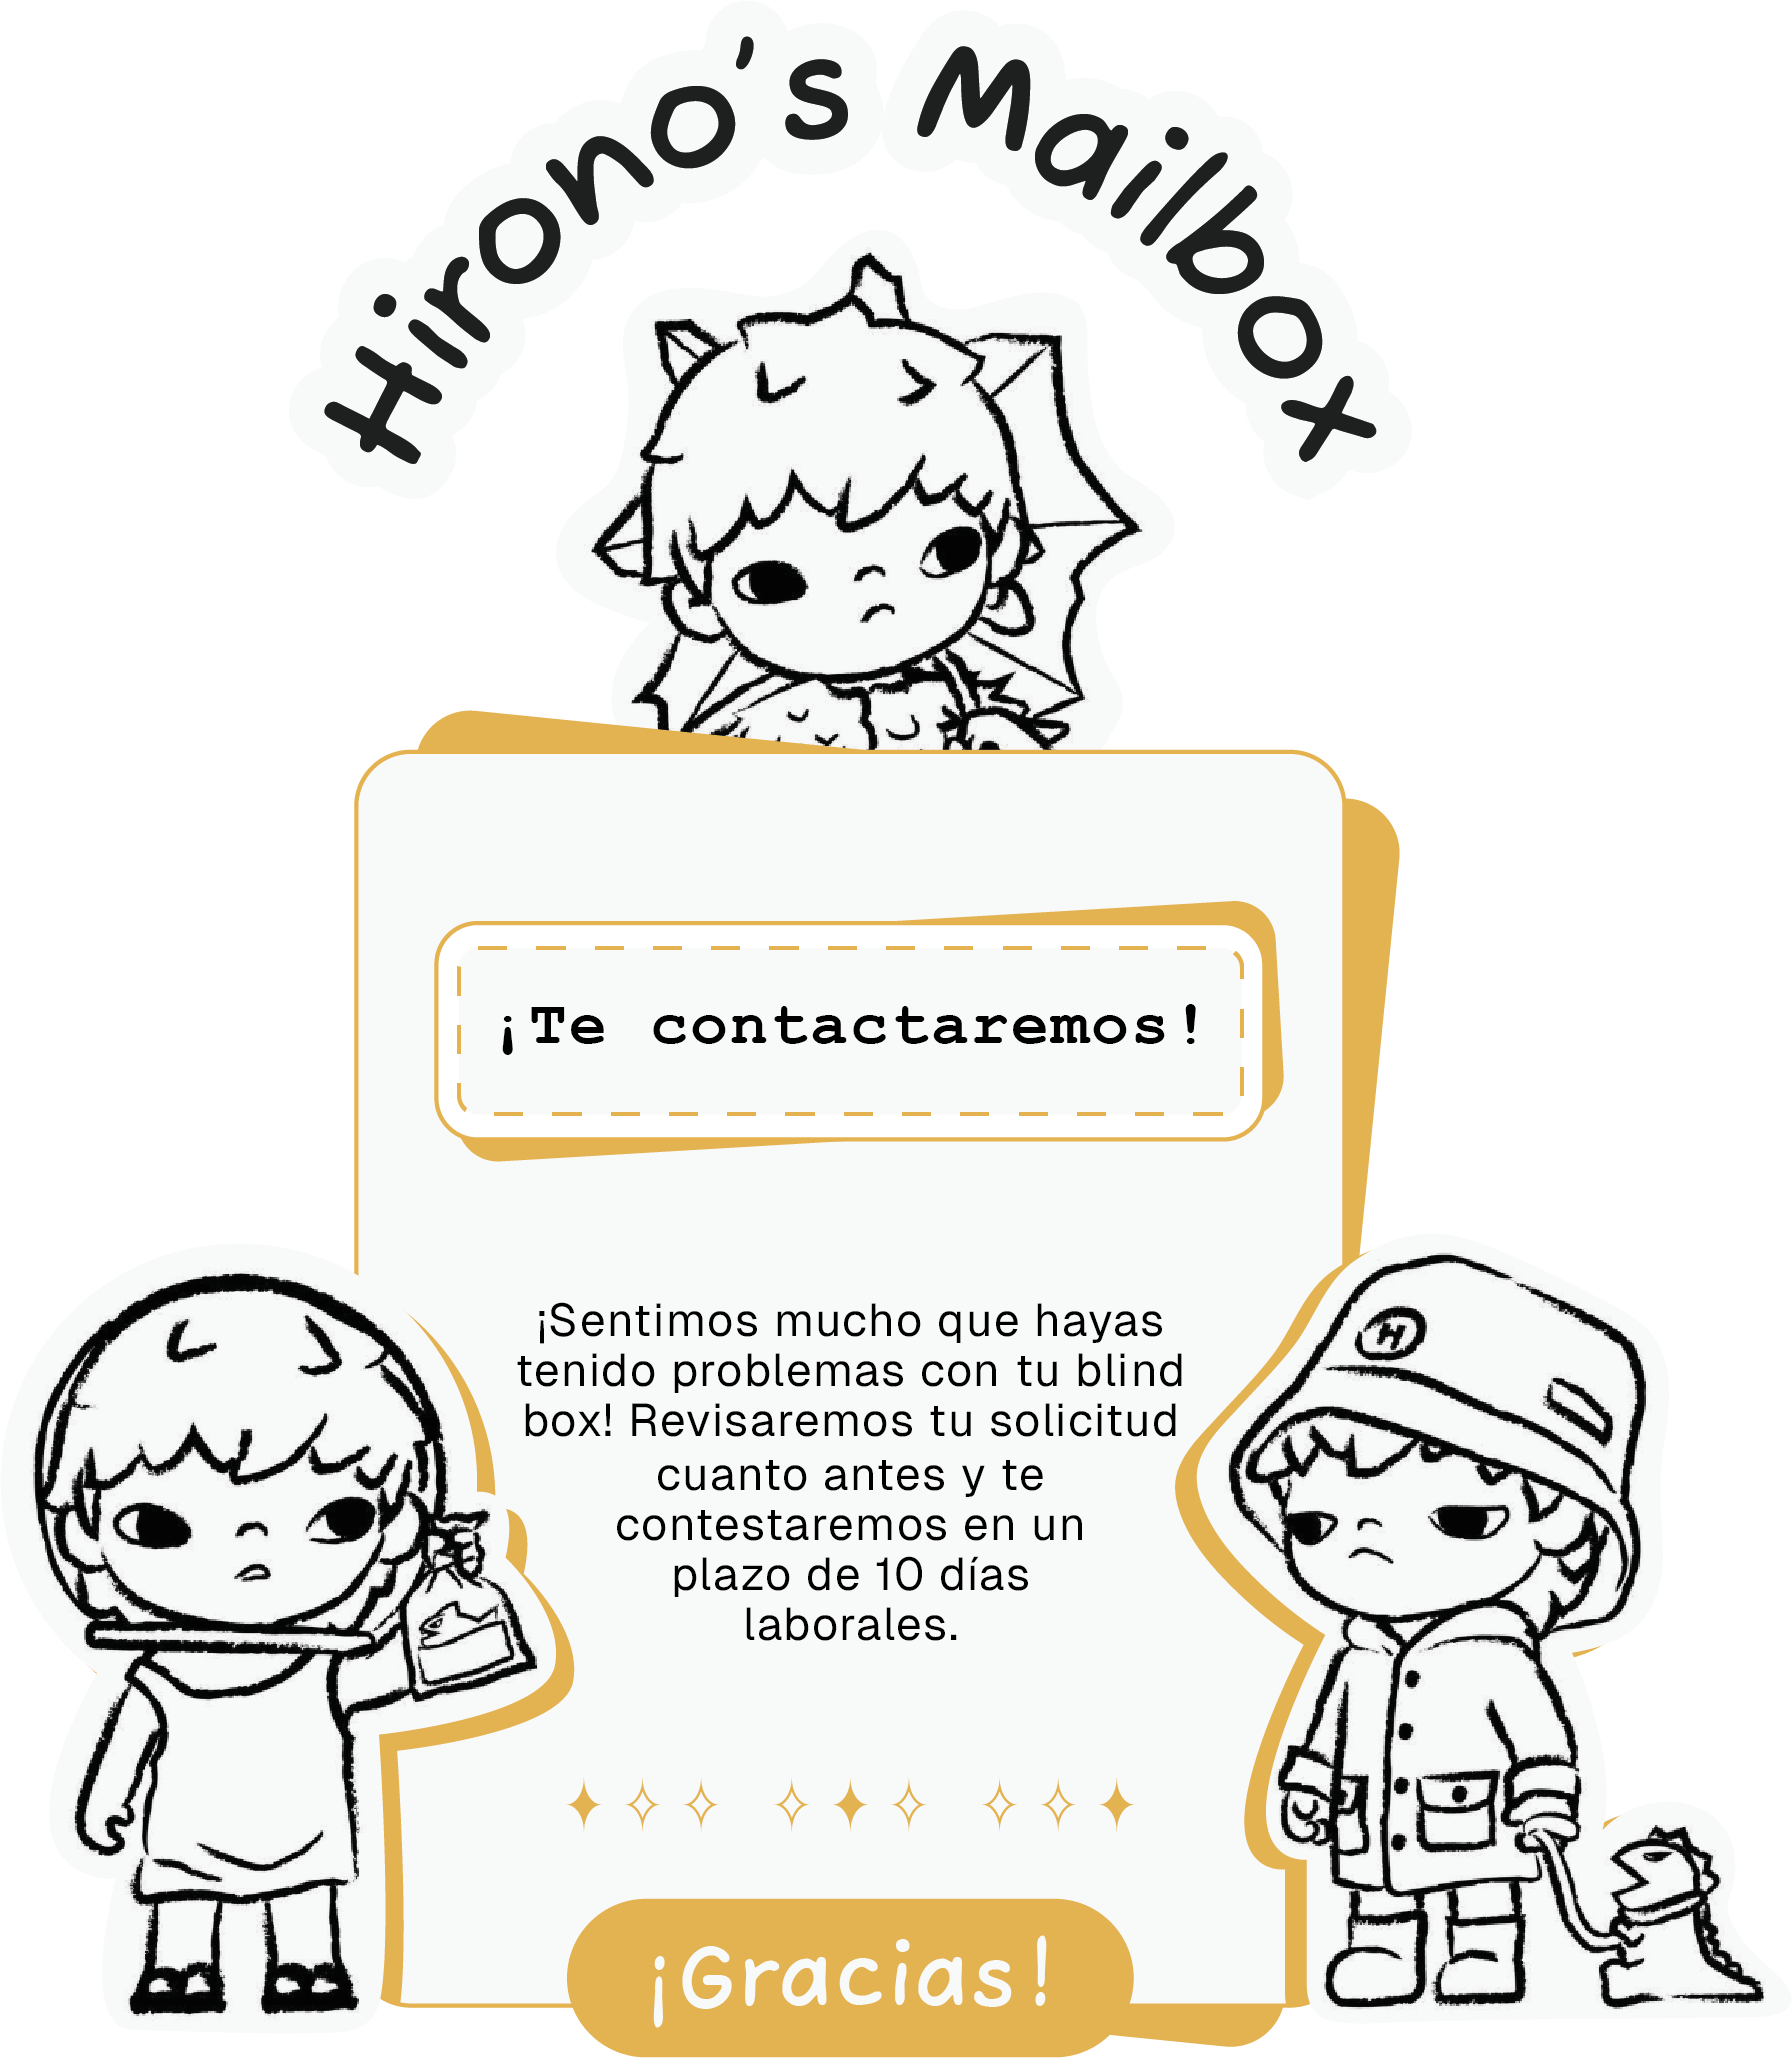 Hirono's Mailbox
¡Te contactaremos!
¡Sentimos mucho que hayas
tenido problemas con tu blind
box! Revisaremos tu solicitud
cuanto antes y te
contestaremos en un
plazo de 10 días
laborales.
H
¡Gracias!